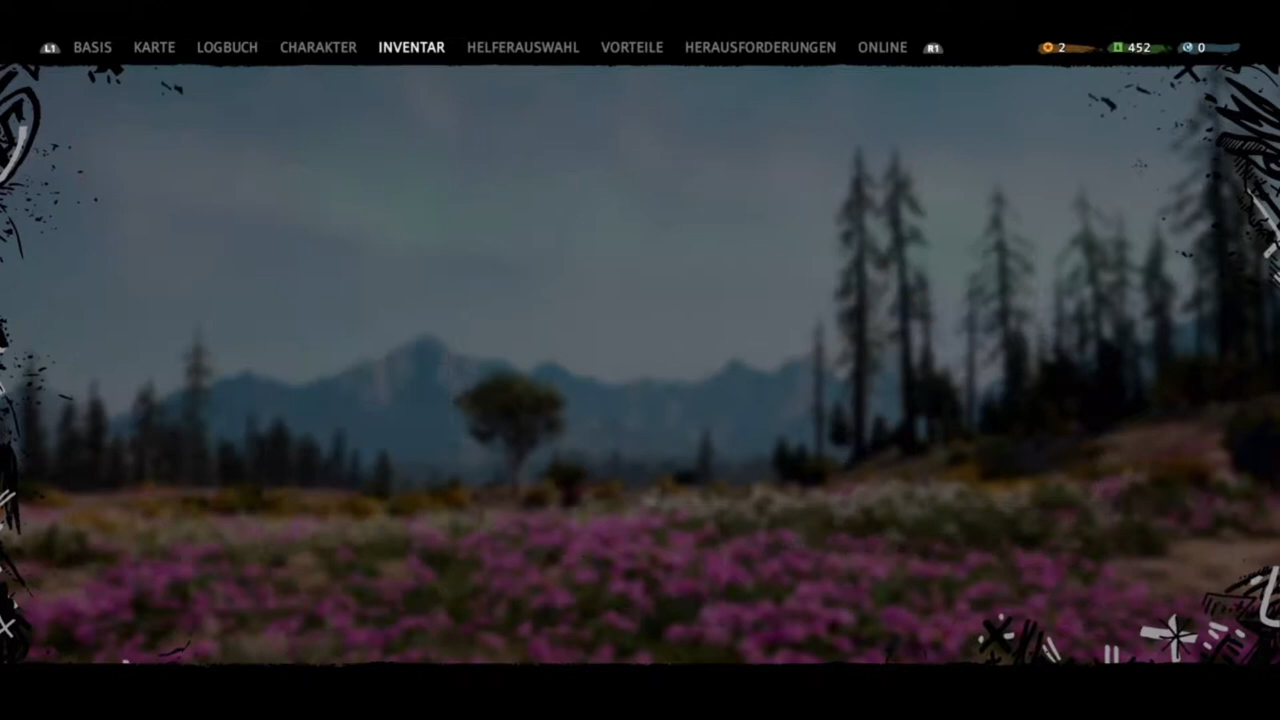 L1 BASIS KARTE LOGBUCH CHARAKTER INVENTAR HELFERAUSWAHL VORTEILE HERAUSFORDERUNGEN ONLINE R1 2 452 0